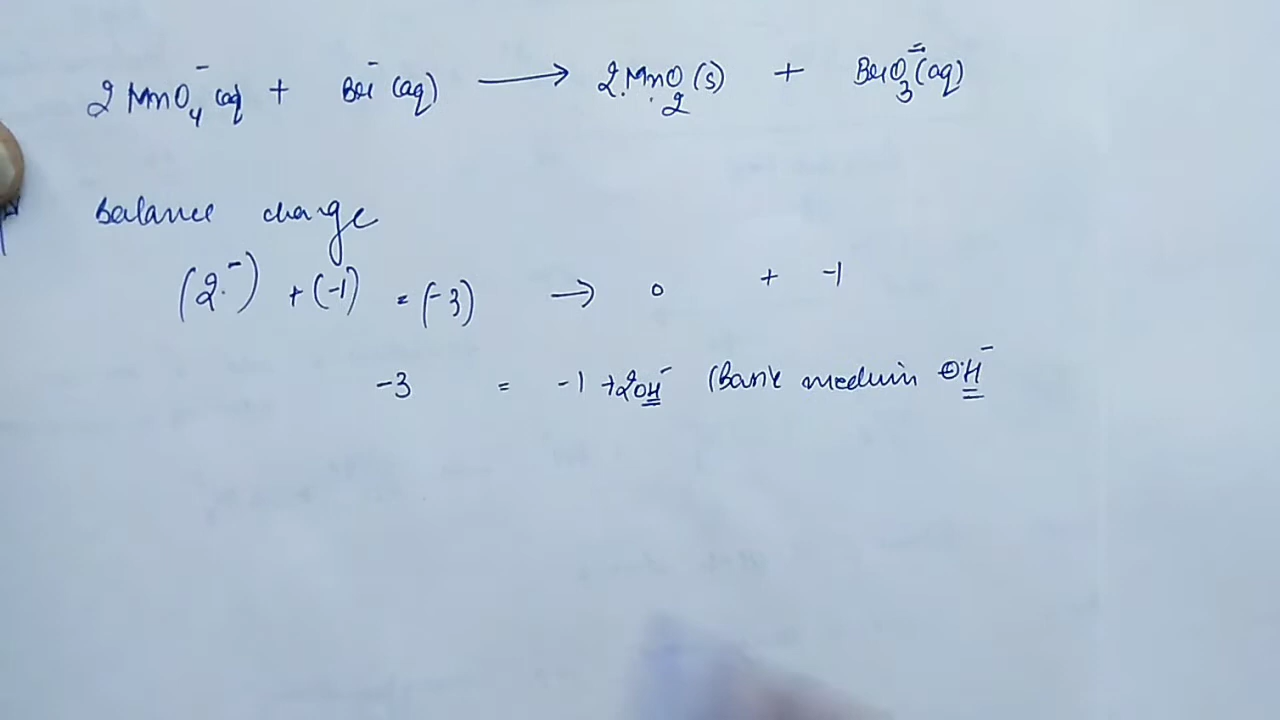 2 MnO₄⁻ (aq) + Br⁻ (aq) ⟶ 2 MnO₂ (s) + BrO₃⁻ (aq)
Balance charge
(2⁻) + (-1) = (-3) → 0 + -1
-3 = -1 + 2OH⁻ (Basic medium OH⁻